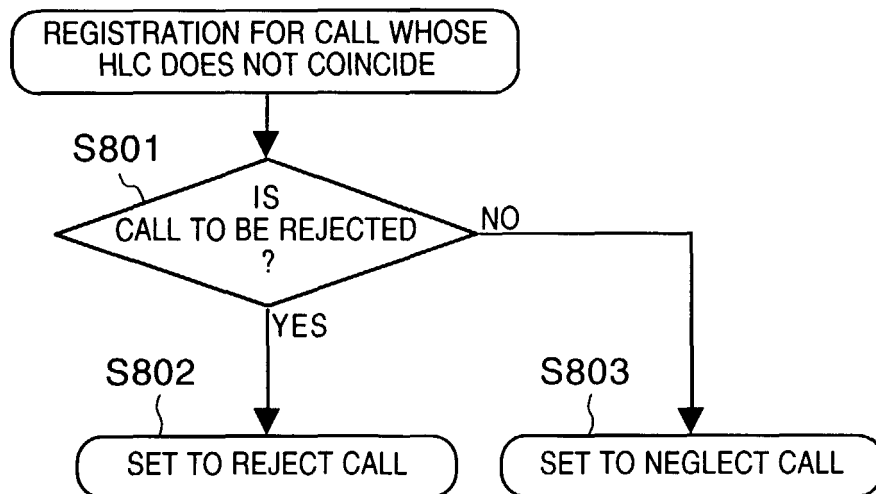 REGISTRATION FOR CALL WHOSE
HLC DOES NOT COINCIDE
S801
IS
CALL TO BE REJECTED
?
NO
YES
S802
SET TO REJECT CALL
S803
SET TO NEGLECT CALL